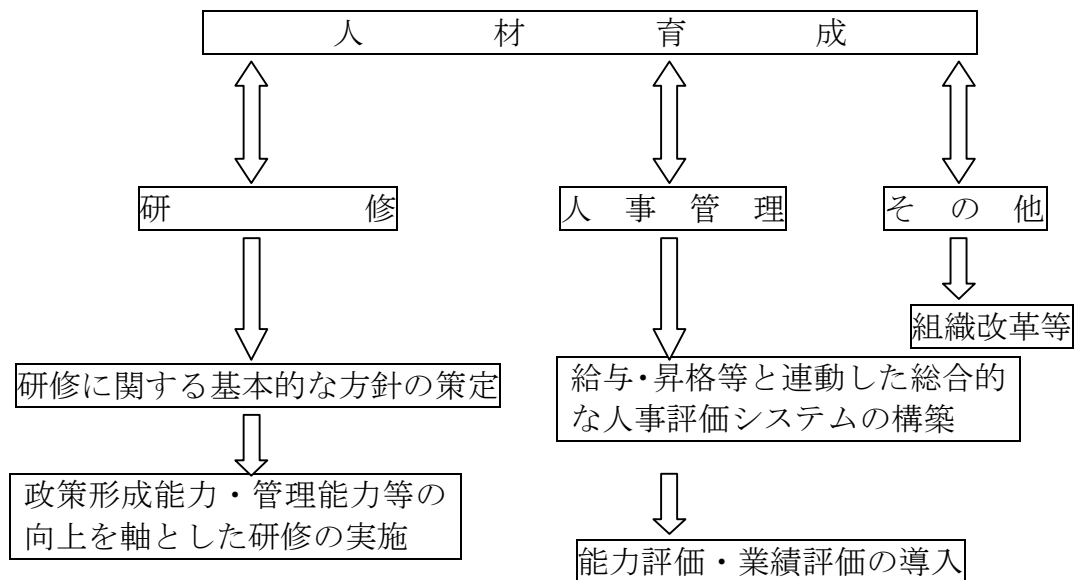 人材育成
研修
人事管理
その他
組織改革等
研修に関する基本的な方針の策定
給与・昇格等と連動した総合的
な人事評価システムの構築
政策形成能力・管理能力等の
向上を軸とした研修の実施
能力評価・業績評価の導入